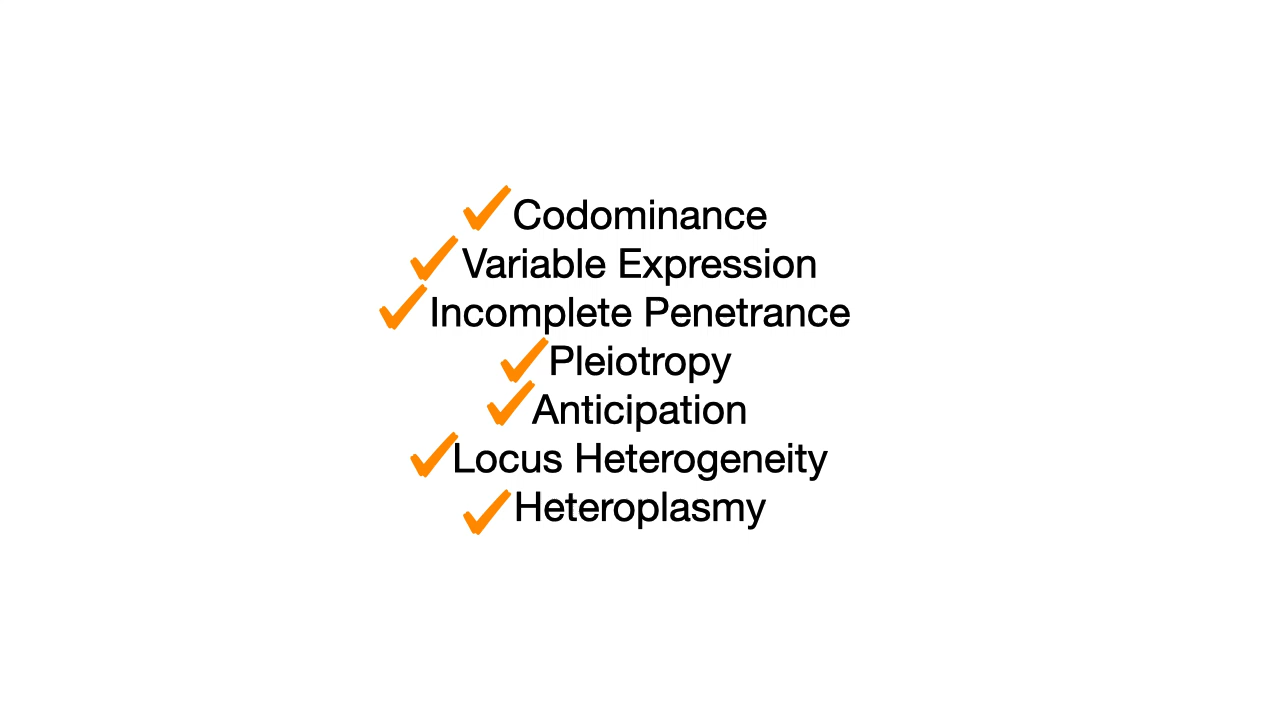 Codominance
Variable Expression
Incomplete Penetrance
Pleiotropy
Anticipation
Locus Heterogeneity
Heteroplasmy